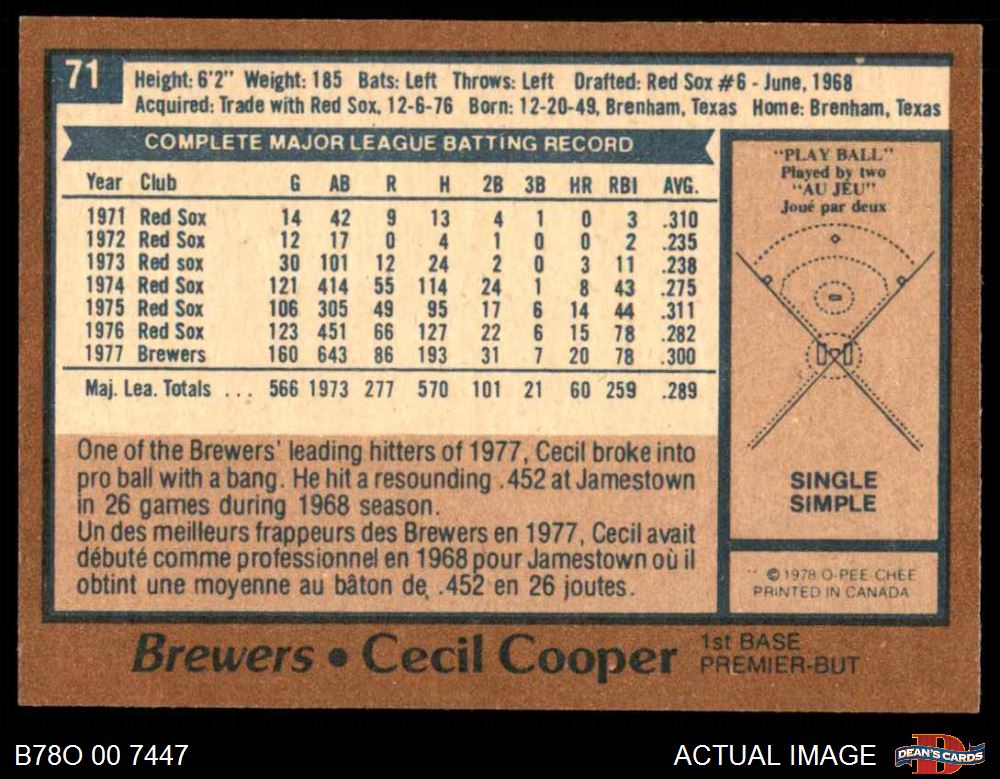 71
Height: 6'2" Weight: 185 Bats: Left Throws: Left Drafted: Red Sox #6 - June, 1968
Acquired: Trade with Red Sox, 12-6-76 Born: 12-20-49, Brenham, Texas Home: Brenham, Texas
COMPLETE MAJOR LEAGUE BATTING RECORD
Year Club G AB R H 2B 3B HR RBI AVG.
1971 Red Sox 14 42 9 13 4 1 0 3 .310
1972 Red Sox 12 17 0 4 1 0 0 2 .235
1973 Red sox 30 101 12 24 2 0 3 11 .238
1974 Red Sox 121 414 55 114 24 1 8 43 .275
1975 Red Sox 106 305 49 95 17 6 14 44 .311
1976 Red Sox 123 451 66 127 22 6 15 78 .282
1977 Brewers 160 643 86 193 31 7 20 78 .300
Maj. Lea. Totals ... 566 1973 277 570 101 21 60 259 .289
One of the Brewers' leading hitters of 1977, Cecil broke into
pro ball with a bang. He hit a resounding .452 at Jamestown
in 26 games during 1968 season.
Un des meilleurs frappeurs des Brewers en 1977, Cecil avait
débuté comme professionnel en 1968 pour Jamestown où il
obtint une moyenne au bâton de .452 en 26 joutes.
"PLAY BALL"
Played by two
"AU JEU"
Joué par deux
SINGLE
SIMPLE
© 1978 O-PEE-CHEE
PRINTED IN CANADA
Brewers • Cecil Cooper
1st BASE
PREMIER-BUT
B78O 00 7447
ACTUAL IMAGE
DEAN'S CARDS